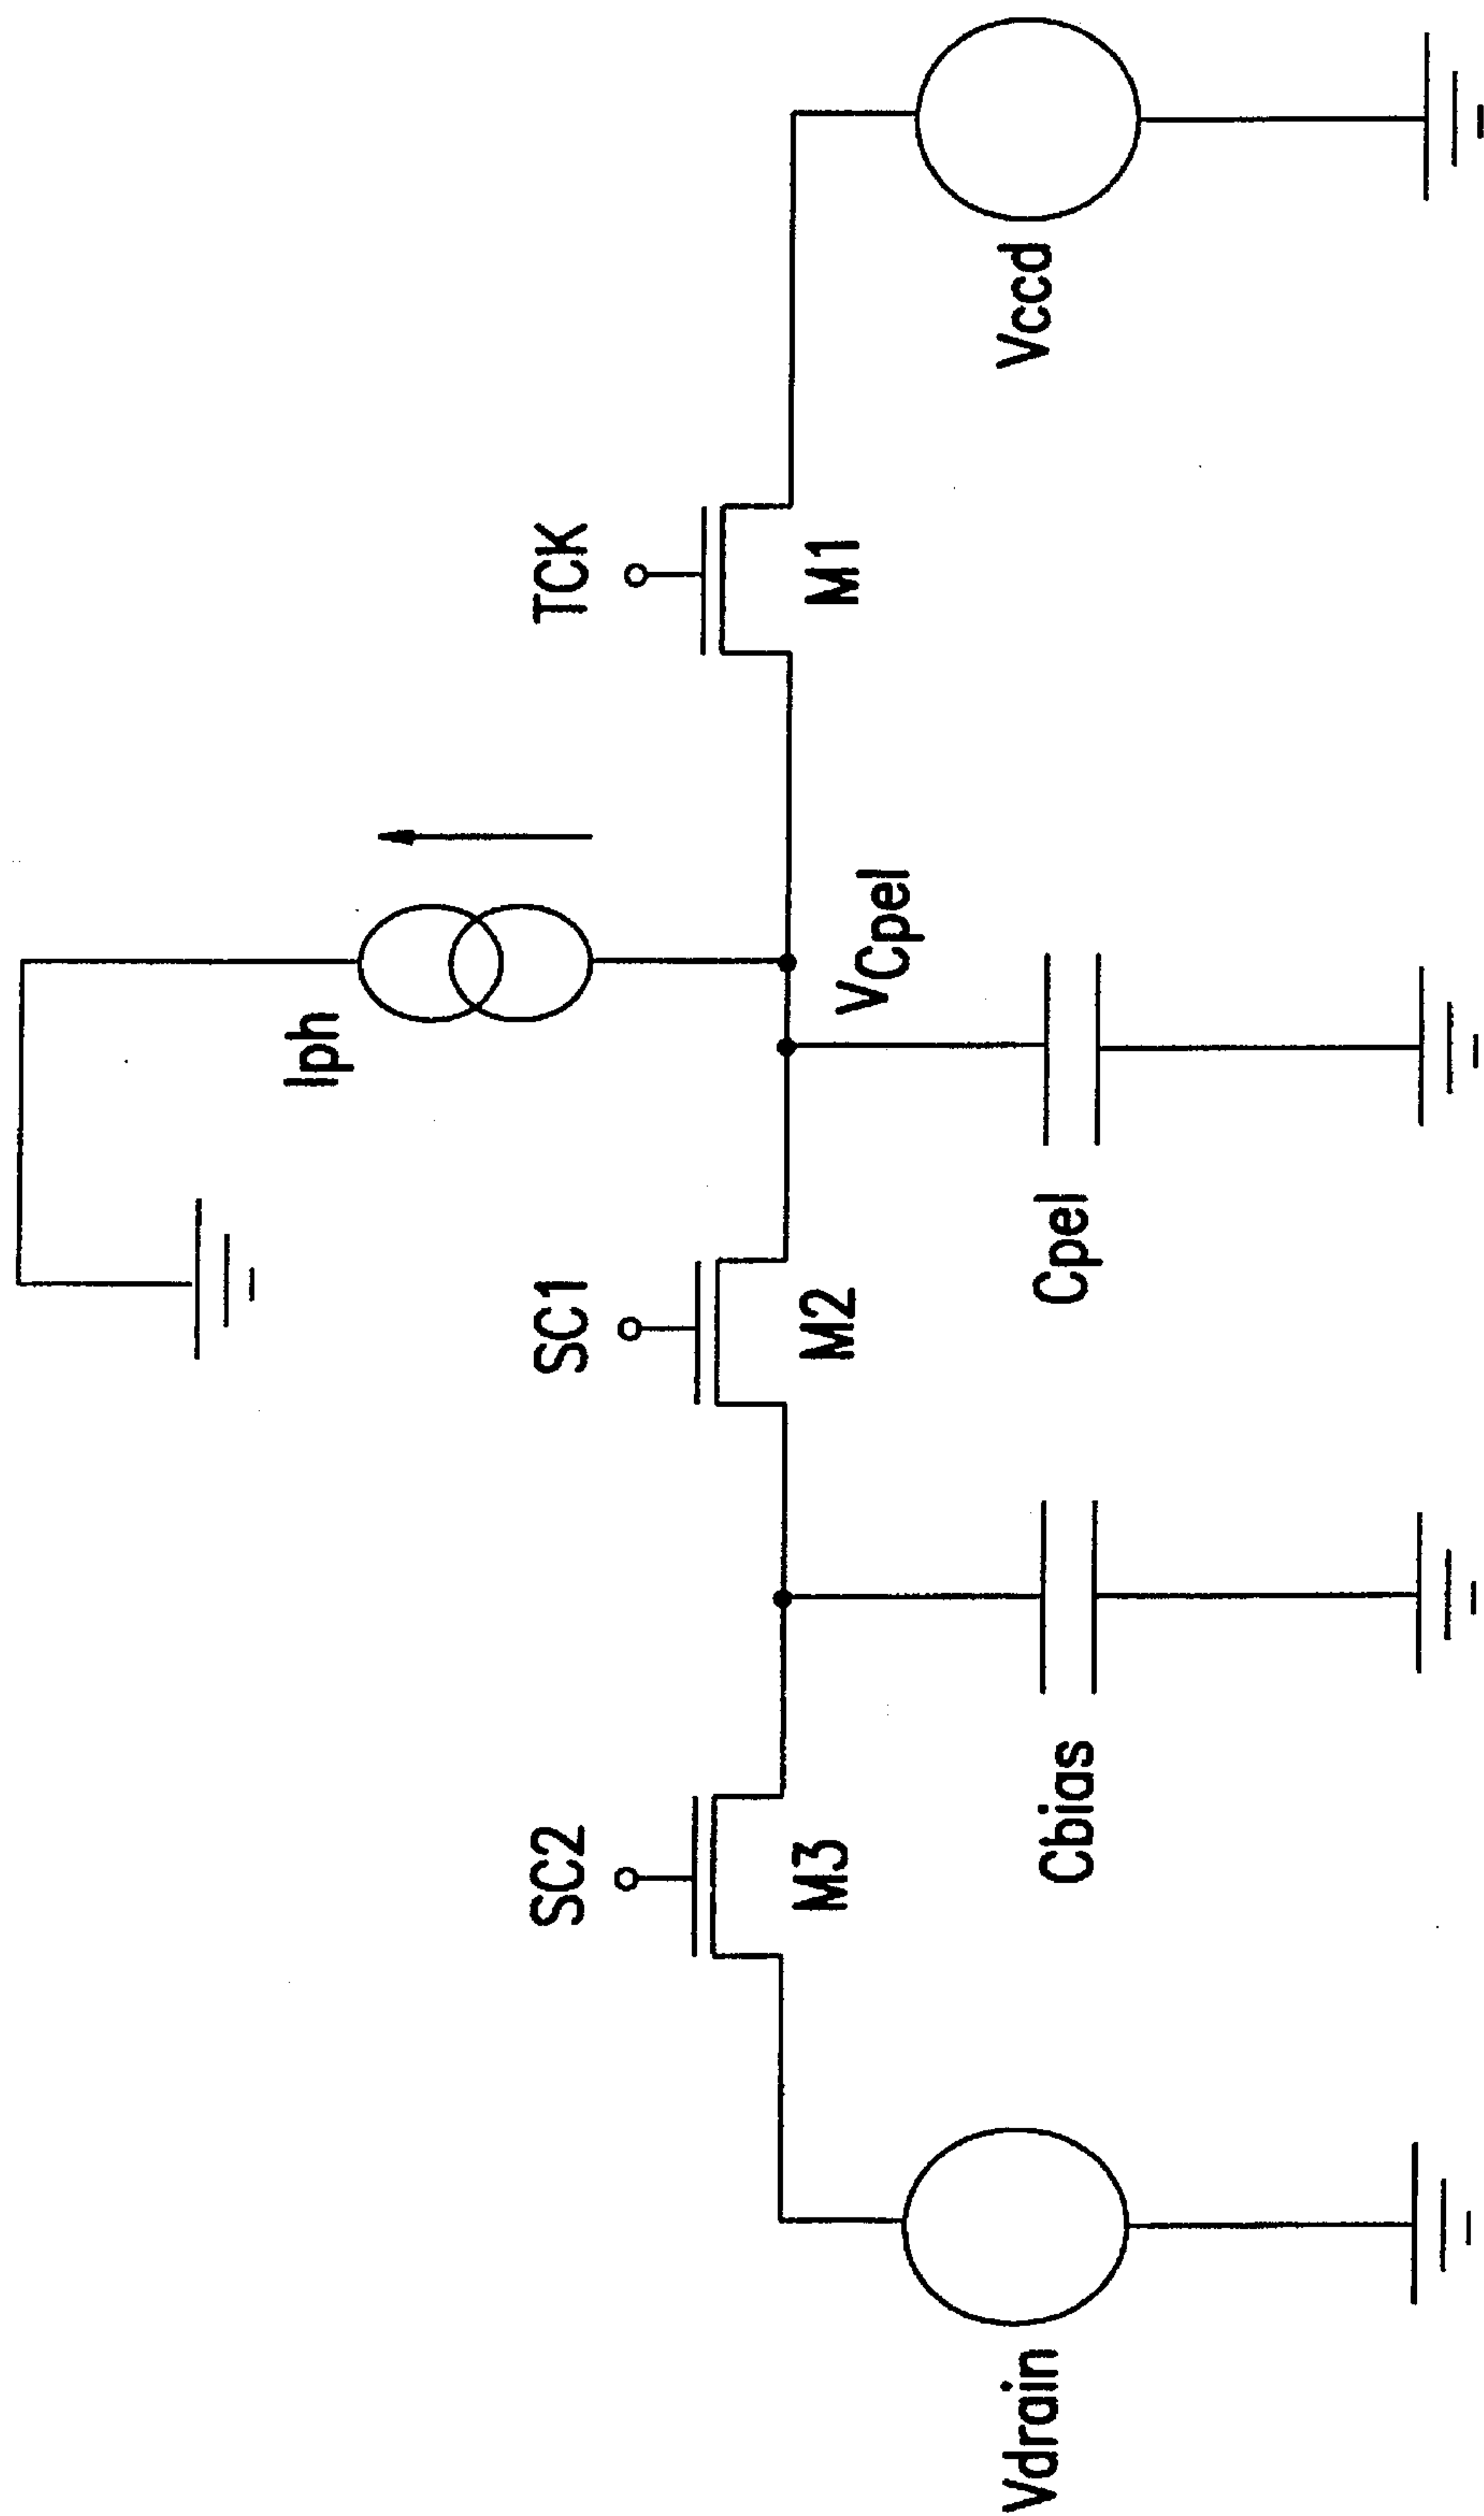 Iph
SC2
SC1
TCK
M3
M2
VCpel
M1
Vdrain
Cbias
Cpel
Vccd